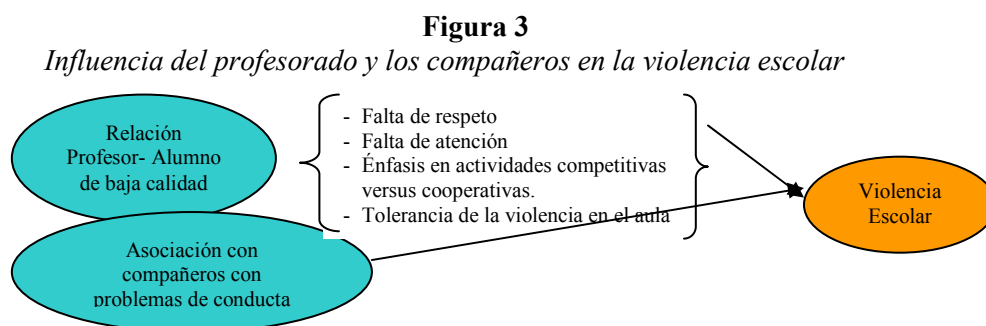 Figura 3
Influencia del profesorado y los compañeros en la violencia escolar
Relación
Profesor- Alumno
de baja calidad
- Falta de respeto
- Falta de atención
- Énfasis en actividades competitivas
versus cooperativas.
- Tolerancia de la violencia en el aula
Asociación con
compañeros con
problemas de conducta
Violencia
Escolar